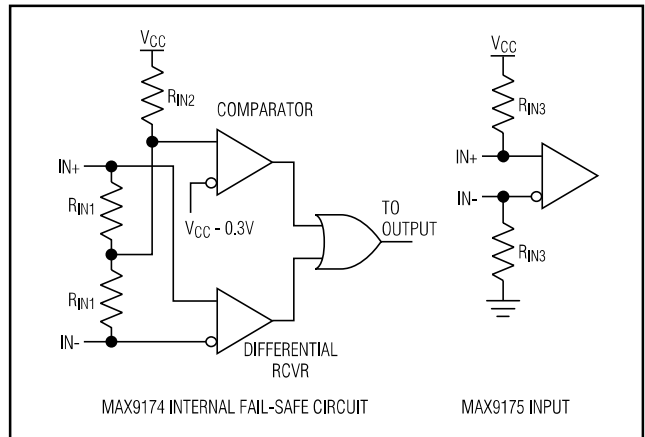 VCC
RIN2
COMPARATOR
IN+
RIN1
VCC - 0.3V
TO
OUTPUT
RIN1
IN-
DIFFERENTIAL
RCVR
MAX9174 INTERNAL FAIL-SAFE CIRCUIT
VCC
RIN3
IN+
IN-
RIN3
MAX9175 INPUT